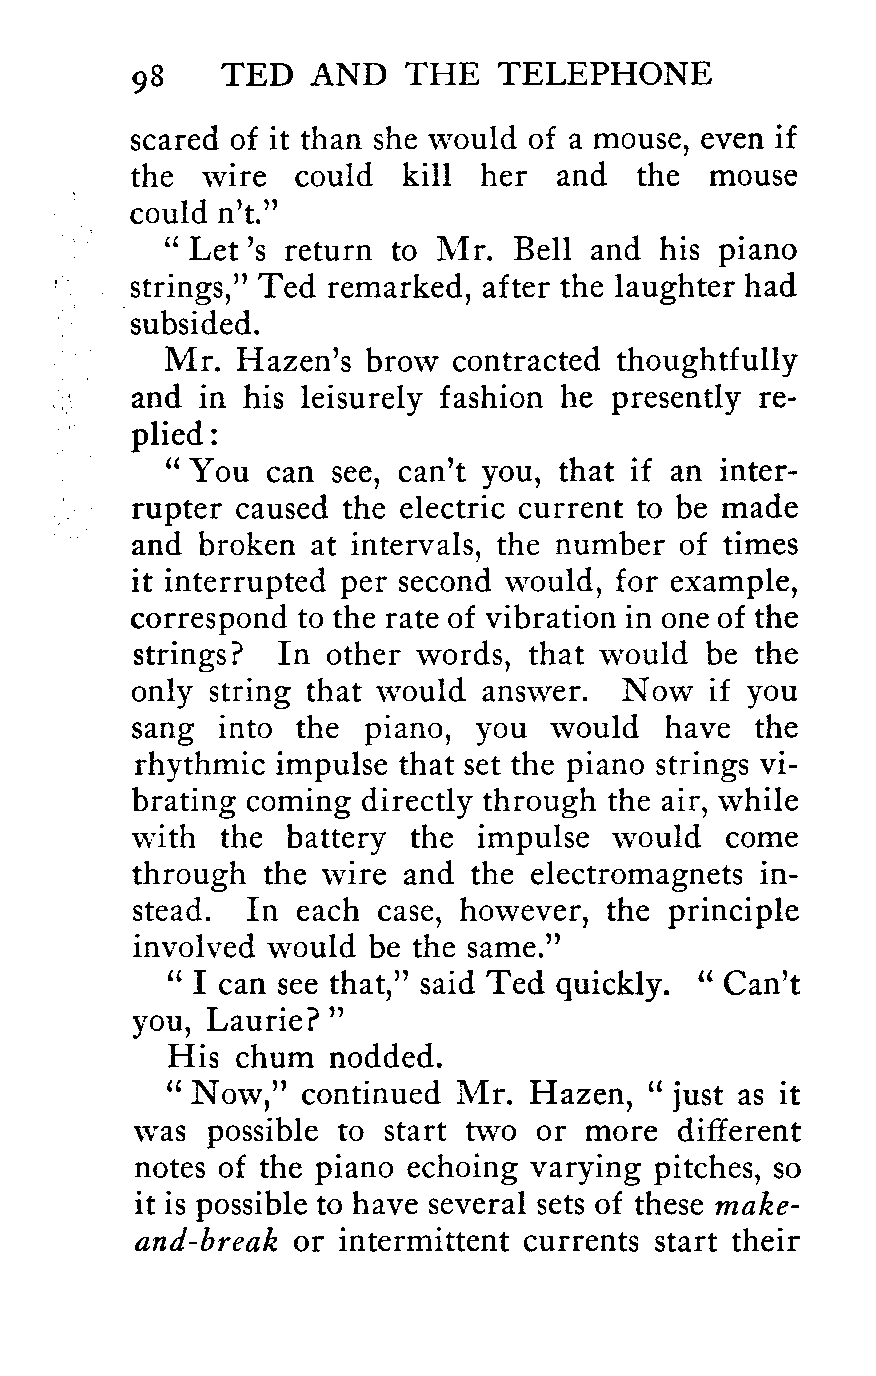 98 TED AND THE TELEPHONE
scared of it than she would of a mouse, even if
the wire could kill her and the mouse
could n't."
" Let 's return to Mr. Bell and his piano
strings," Ted remarked, after the laughter had
subsided.
Mr. Hazen's brow contracted thoughtfully
and in his leisurely fashion he presently re-
plied :
" You can see, can't you, that if an inter-
rupter caused the electric current to be made
and broken at intervals, the number of times
it interrupted per second would, for example,
correspond to the rate of vibration in one of the
strings? In other words, that would be the
only string that would answer. Now if you
sang into the piano, you would have the
rhythmic impulse that set the piano strings vi-
brating coming directly through the air, while
with the battery the impulse would come
through the wire and the electromagnets in-
stead. In each case, however, the principle
involved would be the same."
" I can see that," said Ted quickly. " Can't
you, Laurie? "
His chum nodded.
" Now," continued Mr. Hazen, " just as it
was possible to start two or more different
notes of the piano echoing varying pitches, so
it is possible to have several sets of these make-
and-break or intermittent currents start their